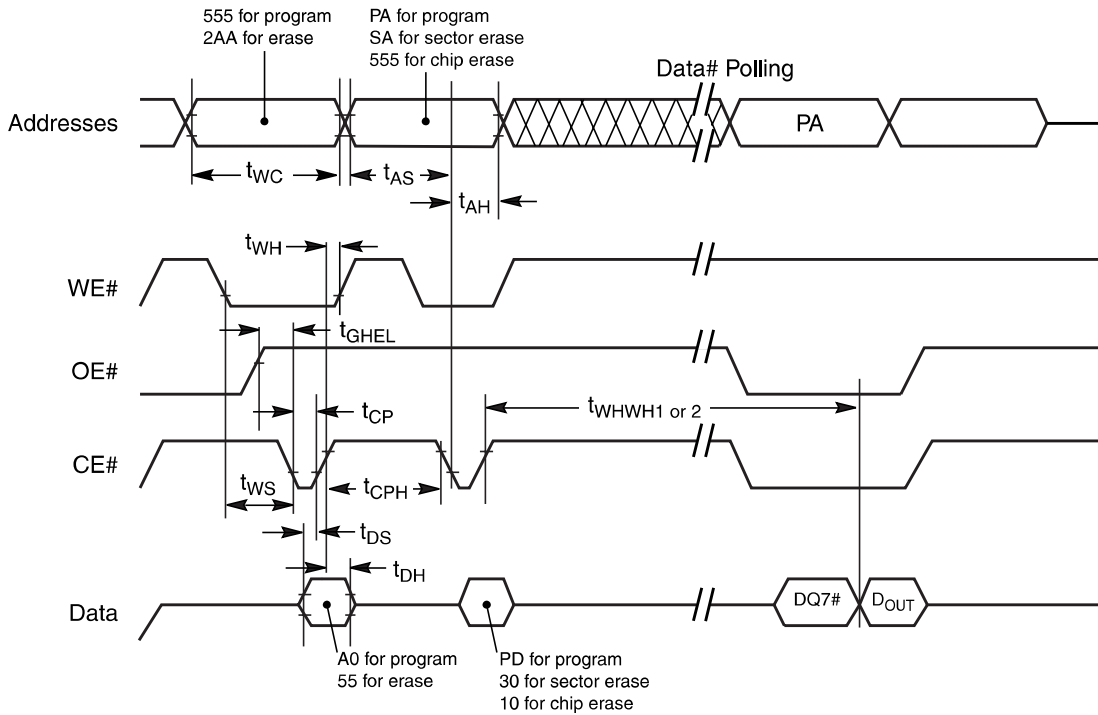 555 for program
2AA for erase
PA for program
SA for sector erase
555 for chip erase
Data# Polling
Addresses
PA
tWC
tAS
tAH
tWH
WE#
tGHEL
OE#
tCP
tWHWH1 or 2
CE#
tWS
tCPH
tDS
tDH
Data
DQ7#
DOUT
A0 for program
55 for erase
PD for program
30 for sector erase
10 for chip erase